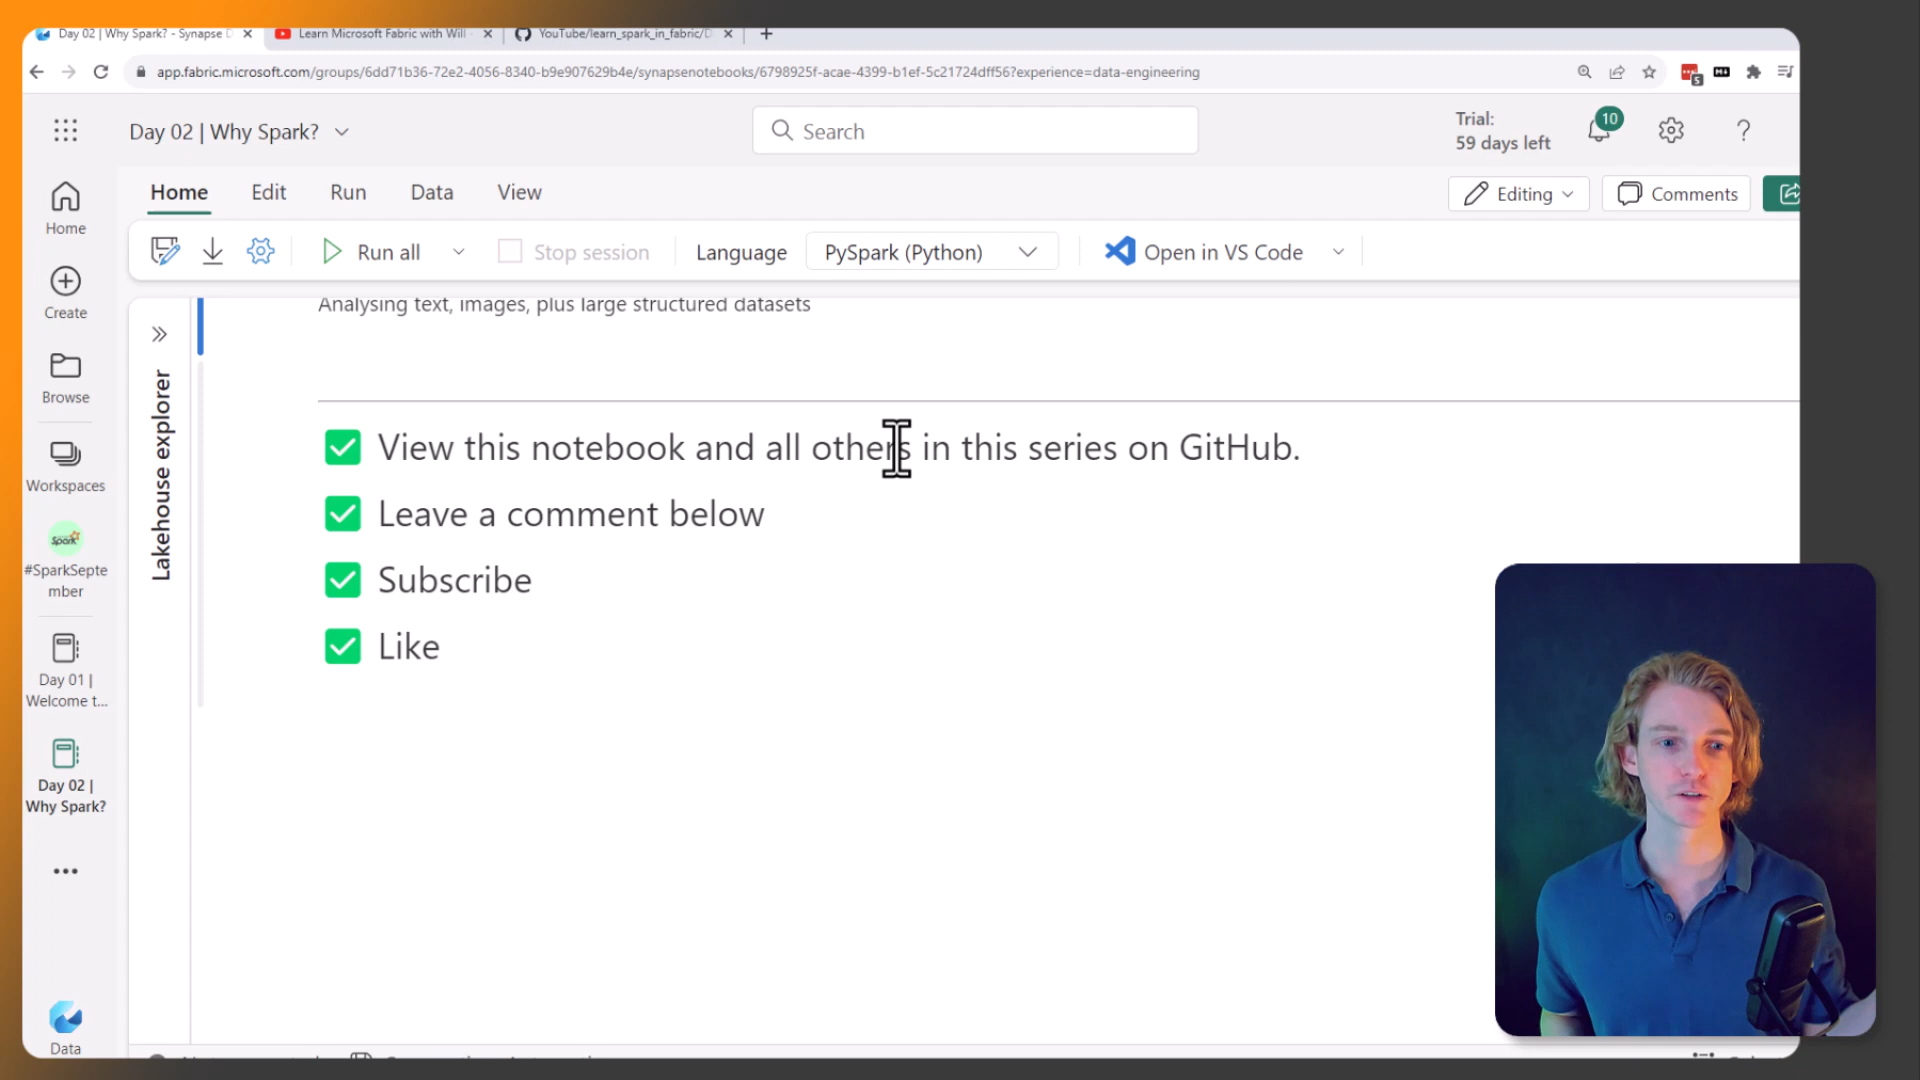 Day 02 | Why Spark? - Synapse D
Learn Microsoft Fabric with Will
YouTube/learn_spark_in_fabric/D
app.fabric.microsoft.com/groups/6dd71b36-72e2-4056-8340-b9e907629b4e/synapsenotebooks/6798925f-acae-4399-b1ef-5c21724dff56?experience=data-engineering
5
Day 02 | Why Spark?
Search
Trial:
59 days left
10
Home
Edit
Run
Data
View
Editing
Comments
Run all
Stop session
Language
PySpark (Python)
Open in VS Code
Home
Create
Browse
Workspaces
Spark
#SparkSepte
mber
Day 01 |
Welcome t...
Day 02 |
Why Spark?
Data
Lakehouse explorer
Analysing text, images, plus large structured datasets
View this notebook and all others in this series on GitHub.
Leave a comment below
Subscribe
Like